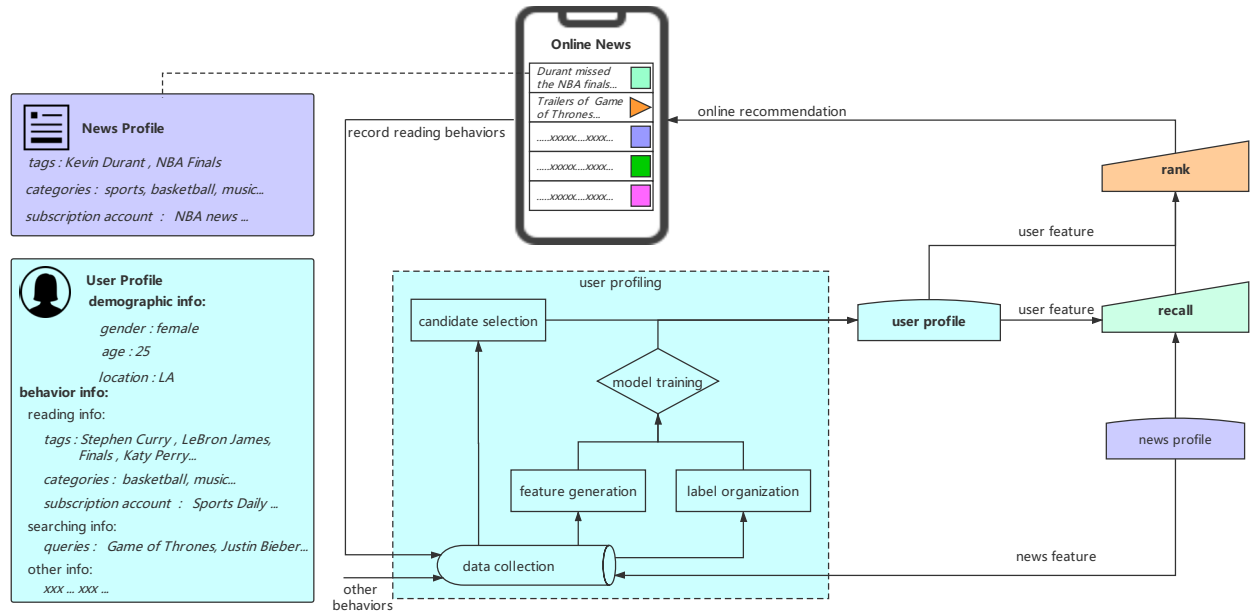 Online News
Durant missed
the NBA finals...
Trailers of Game
of Thrones...
.....xxxxx....xxxx...
.....xxxxx....xxxx...
.....xxxxx....xxxx...
News Profile
tags : Kevin Durant , NBA Finals
categories : sports, basketball, music...
subscription account : NBA news ...
record reading behaviors
online recommendation
rank
user feature
User Profile
demographic info:
gender : female
age : 25
location : LA
behavior info:
reading info:
tags : Stephen Curry , LeBron James,
Finals , Katy Perry...
categories : basketball, music...
subscription account : Sports Daily ...
searching info:
queries : Game of Thrones, Justin Bieber...
other info:
xxx ... xxx ...
user profiling
candidate selection
model training
feature generation
label organization
data collection
other
behaviors
user profile
user feature
recall
news profile
news feature